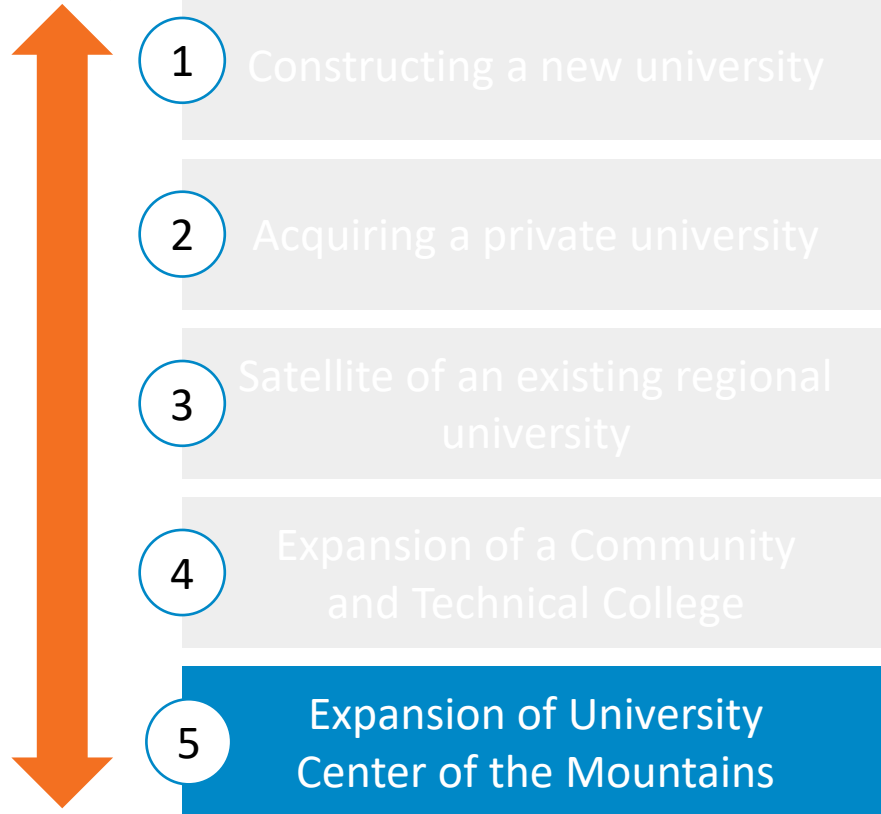 1
Constructing a new university
2
Acquiring a private university
3
Satellite of an existing regional
university
4
Expansion of a Community
and Technical College
5
Expansion of University
Center of the Mountains